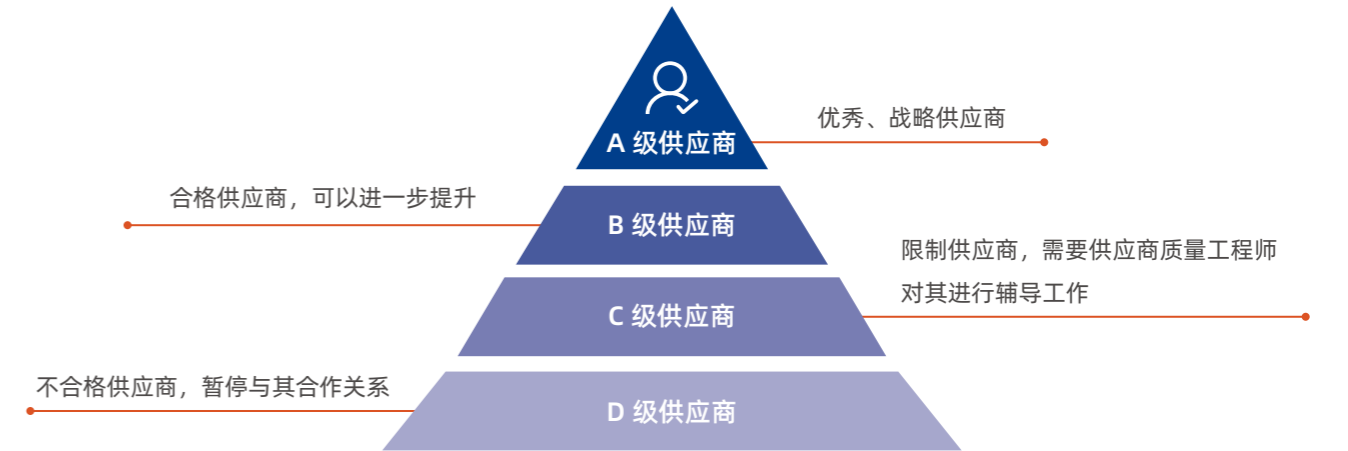 优秀、战略供应商
A 级供应商
合格供应商，可以进一步提升
B 级供应商
限制供应商，需要供应商质量工程师
对其进行辅导工作
C 级供应商
不合格供应商，暂停与其合作关系
D 级供应商